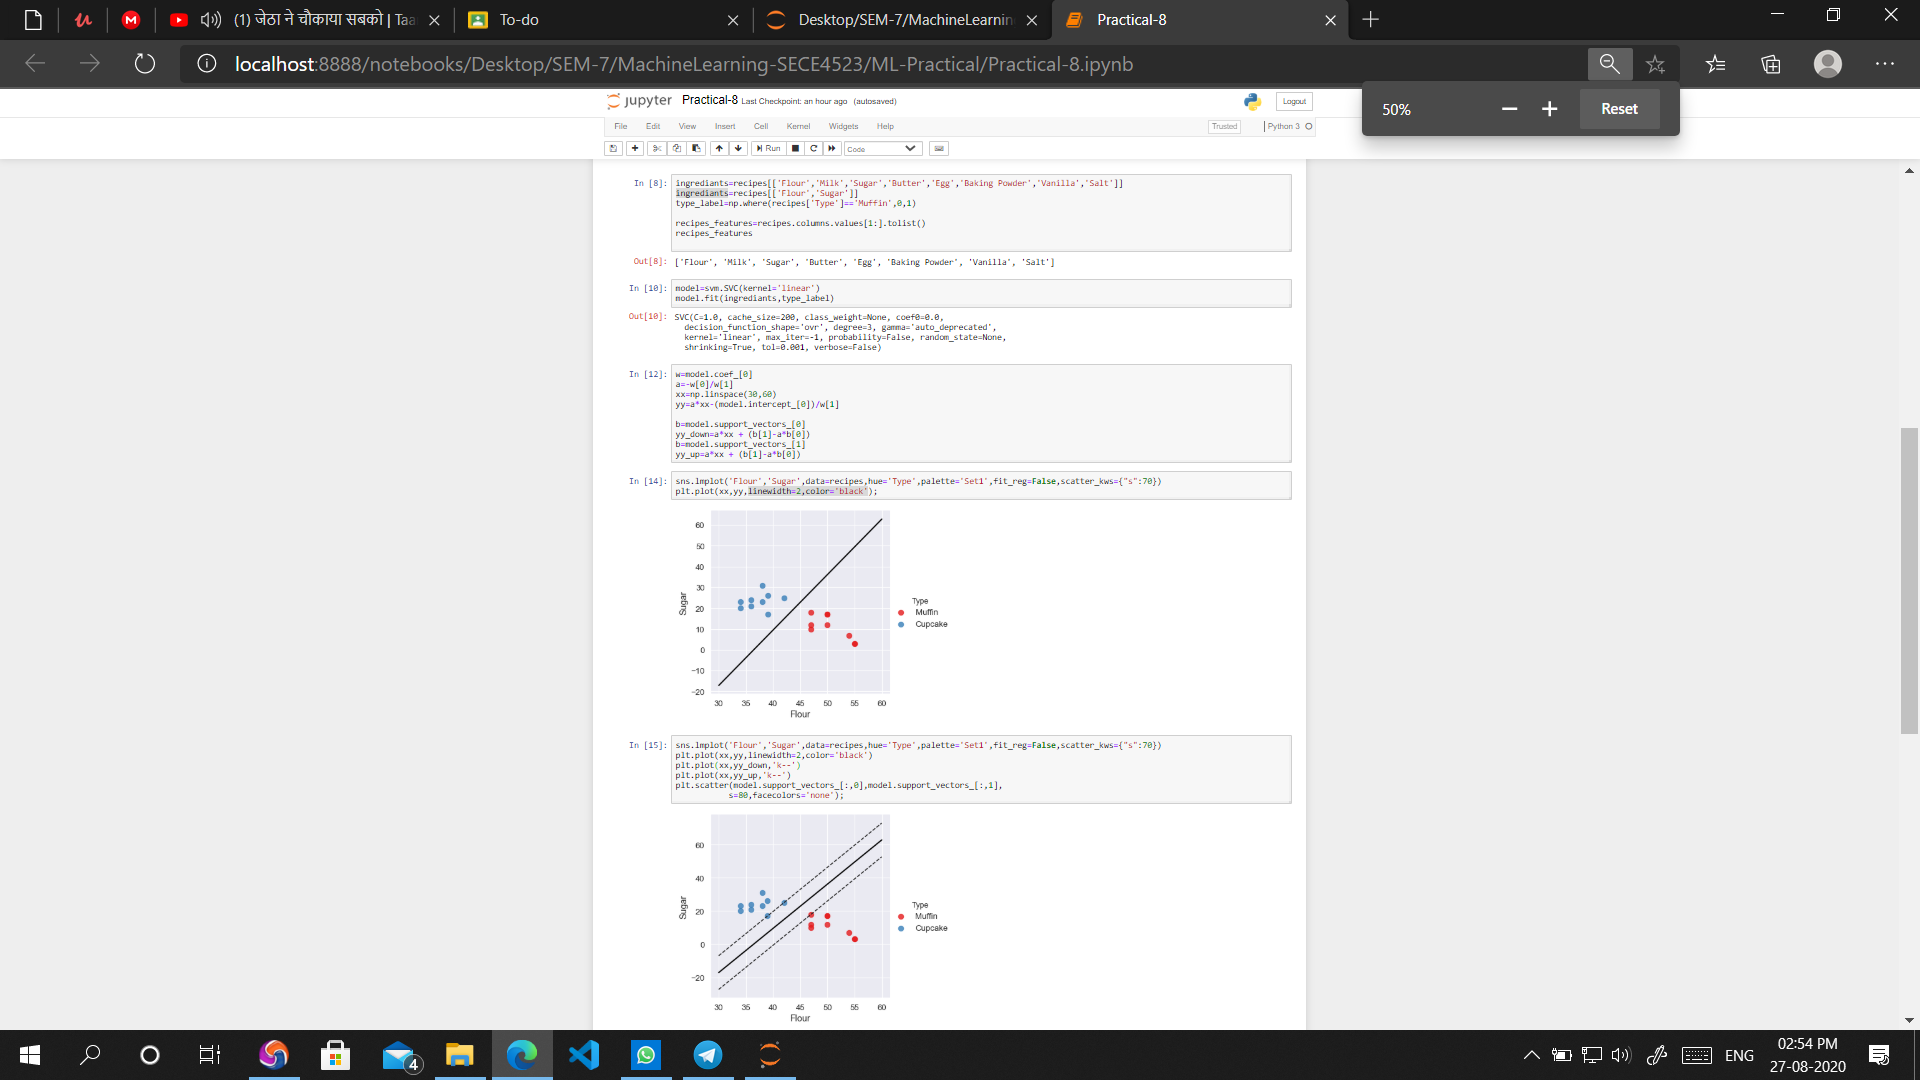 (1) जेठा ने चौकाया सबको | Taa
To-do
Desktop/SEM-7/MachineLearnin
Practical-8
localhost:8888/notebooks/Desktop/SEM-7/MachineLearning-SECE4523/ML-Practical/Practical-8.ipynb
50%
Reset
jupyter Practical-8 Last Checkpoint: an hour ago (autosaved)
Logout
File Edit View Insert Cell Kernel Widgets Help
Trusted
Python 3
Run
Code
In [8]:
ingrediants=recipes[['Flour','Milk','Sugar','Butter','Egg','Baking Powder','Vanilla','Salt']]
ingrediants=recipes[['Flour','Sugar']]
type_label=np.where(recipes['Type']=='Muffin',0,1)
recipes_features=recipes.columns.values[1:].tolist()
recipes_features
Out[8]: ['Flour', 'Milk', 'Sugar', 'Butter', 'Egg', 'Baking Powder', 'Vanilla', 'Salt']
In [10]:
model=svm.SVC(kernel='linear')
model.fit(ingrediants,type_label)
Out[10]: SVC(C=1.0, cache_size=200, class_weight=None, coef0=0.0,
decision_function_shape='ovr', degree=3, gamma='auto_deprecated',
kernel='linear', max_iter=-1, probability=False, random_state=None,
shrinking=True, tol=0.001, verbose=False)
In [12]:
w=model.coef_[0]
a=-w[0]/w[1]
xx=np.linspace(30,60)
yy=a*xx-(model.intercept_[0])/w[1]
b=model.support_vectors_[0]
yy_down=a*xx + (b[1]-a*b[0])
b=model.support_vectors_[1]
yy_up=a*xx + (b[1]-a*b[0])
In [14]:
sns.lmplot('Flour','Sugar',data=recipes,hue='Type',palette='Set1',fit_reg=False,scatter_kws={"s":70})
plt.plot(xx,yy,linewidth=2,color='black');
60
50
40
30
20
10
0
−10
−20
Sugar
30 35 40 45 50 55 60
Flour
Type
Muffin
Cupcake
In [15]:
sns.lmplot('Flour','Sugar',data=recipes,hue='Type',palette='Set1',fit_reg=False,scatter_kws={"s":70})
plt.plot(xx,yy,linewidth=2,color='black')
plt.plot(xx,yy_down,'k--')
plt.plot(xx,yy_up,'k--')
plt.scatter(model.support_vectors_[:,0],model.support_vectors_[:,1],
s=80,facecolors='none');
60
40
20
0
−20
Sugar
30 35 40 45 50 55 60
Flour
Type
Muffin
Cupcake
4
ENG
02:54 PM
27-08-2020